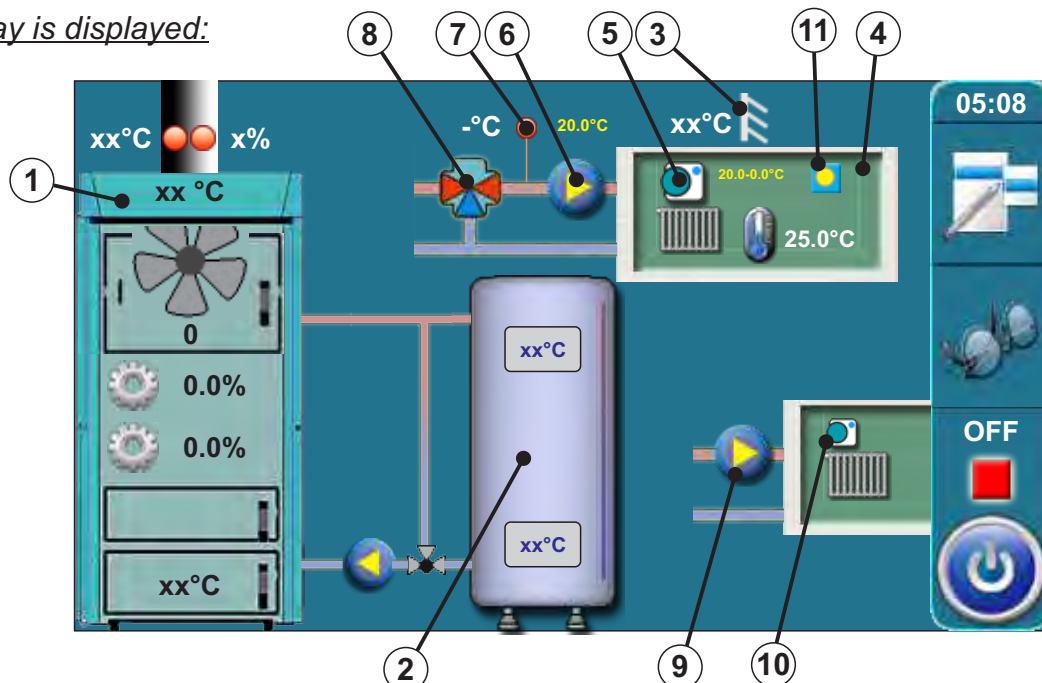 ay is displayed:
8 7 6 5 3 11 4
05:08
xx°C x%
-°C 20.0°C xx°C
1
xx °C
20.0-0.0°C
25.0°C
0
xx°C
0.0%
0.0%
OFF
xx°C
xx°C
2 9 10